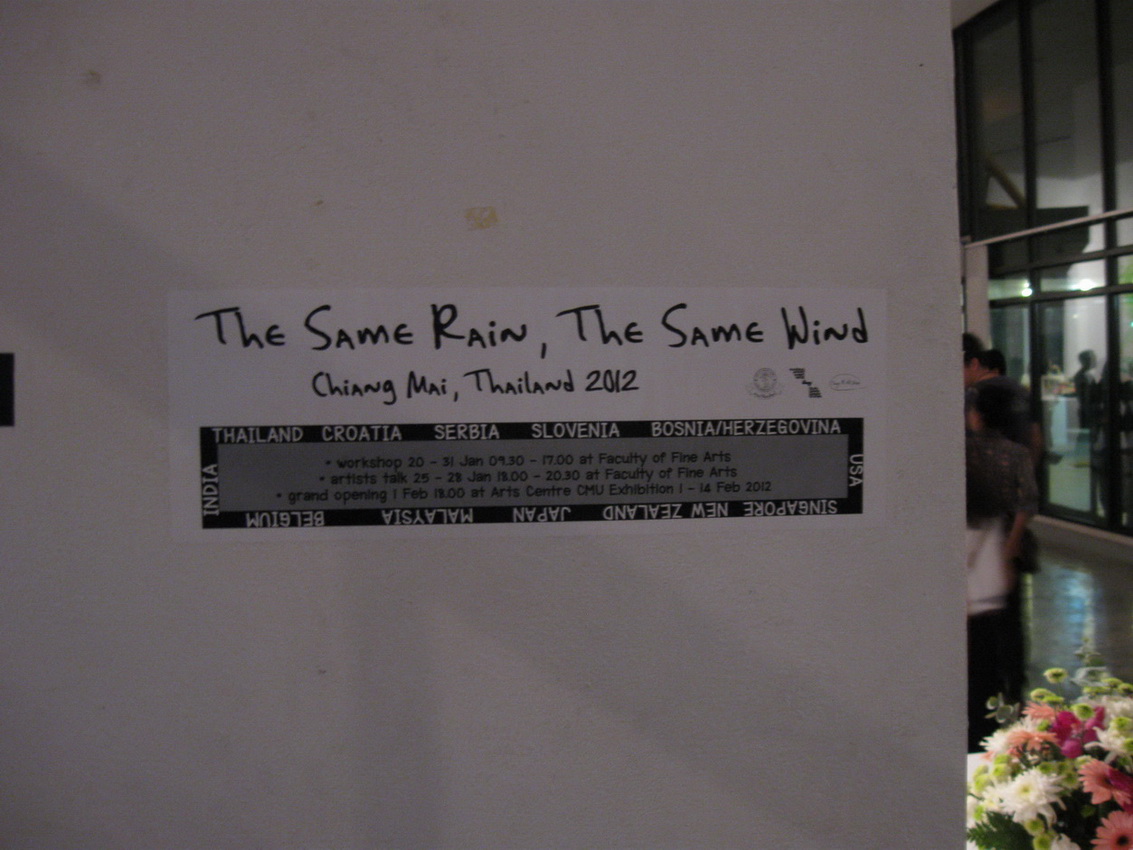 The Same Rain, The Same Wind
Chiang Mai, Thailand 2012
THAILAND CROATIA SERBIA SLOVENIA BOSNIA/HERZEGOVINA
USA
SINGAPORE NEW ZEALAND JAPAN MALAYSIA BELGIUM
INDIA
• workshop 20 - 31 Jan 09.30 - 17.00 at Faculty of Fine Arts
• artists talk 25 - 28 Jan 18.00 - 20.30 at Faculty of Fine Arts
• grand opening 1 Feb 18.00 at Arts Centre CMU Exhibition 1 - 14 Feb 2012